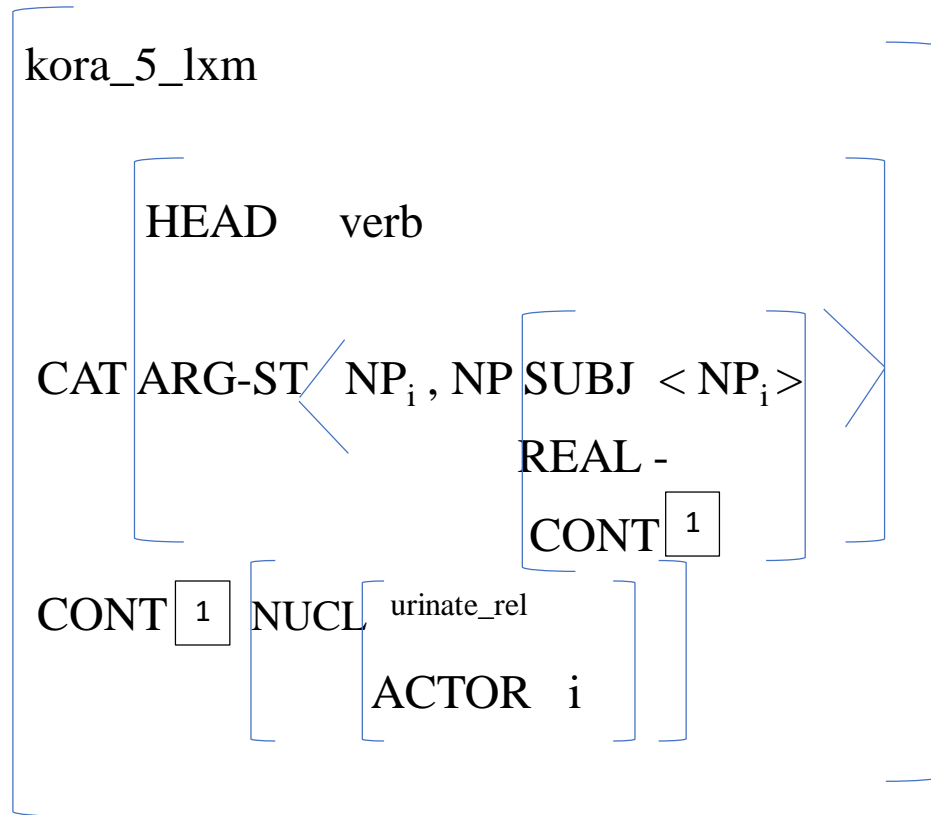 kora_5_lxm
HEAD verb
CAT ARG-ST < NPi , NP SUBJ < NPi > >
REAL -
CONT 1
CONT 1 NUCL urinate_rel
ACTOR i